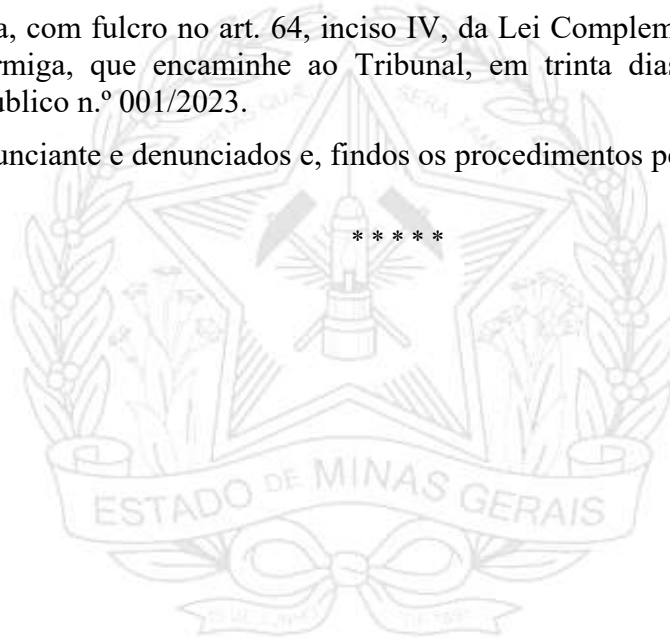 a, com fulcro no art. 64, inciso IV, da Lei Complem
rmiga, que encaminhe ao Tribunal, em trinta dias
ublico n.º 001/2023.
unciante e denunciados e, findos os procedimentos p
* * * * *
ESTADO DE MINAS GERAIS